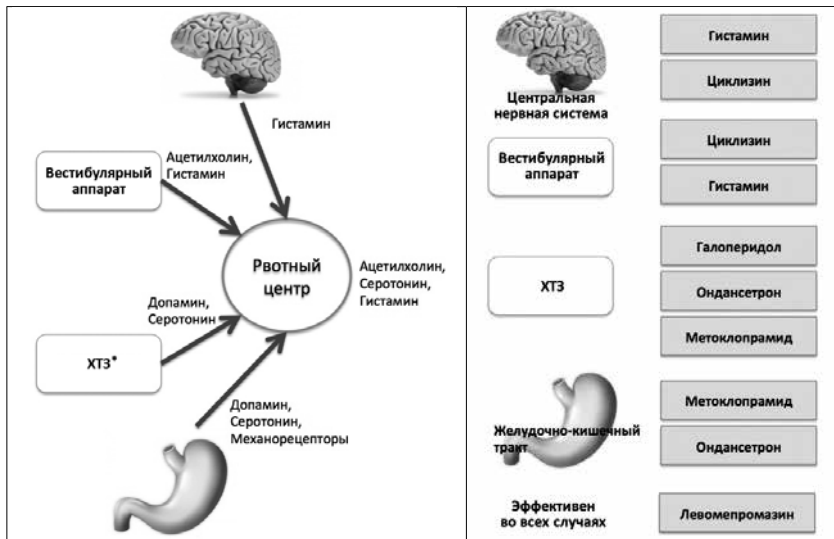 Гистамин
Ацетилхолин,
Гистамин
Вестибулярный
аппарат
Рвотный
центр
Ацетилхолин,
Серотонин,
Гистамин
Допамин,
Серотонин
ХТЗ*
Допамин,
Серотонин,
Механорецепторы
Центральная
нервная система
Гистамин
Циклизин
Вестибулярный
аппарат
Циклизин
Гистамин
ХТЗ
Галоперидол
Ондансетрон
Метоклопрамид
Желудочно-кишечный
тракт
Метоклопрамид
Ондансетрон
Эффективен
во всех случаях
Левомепромазин